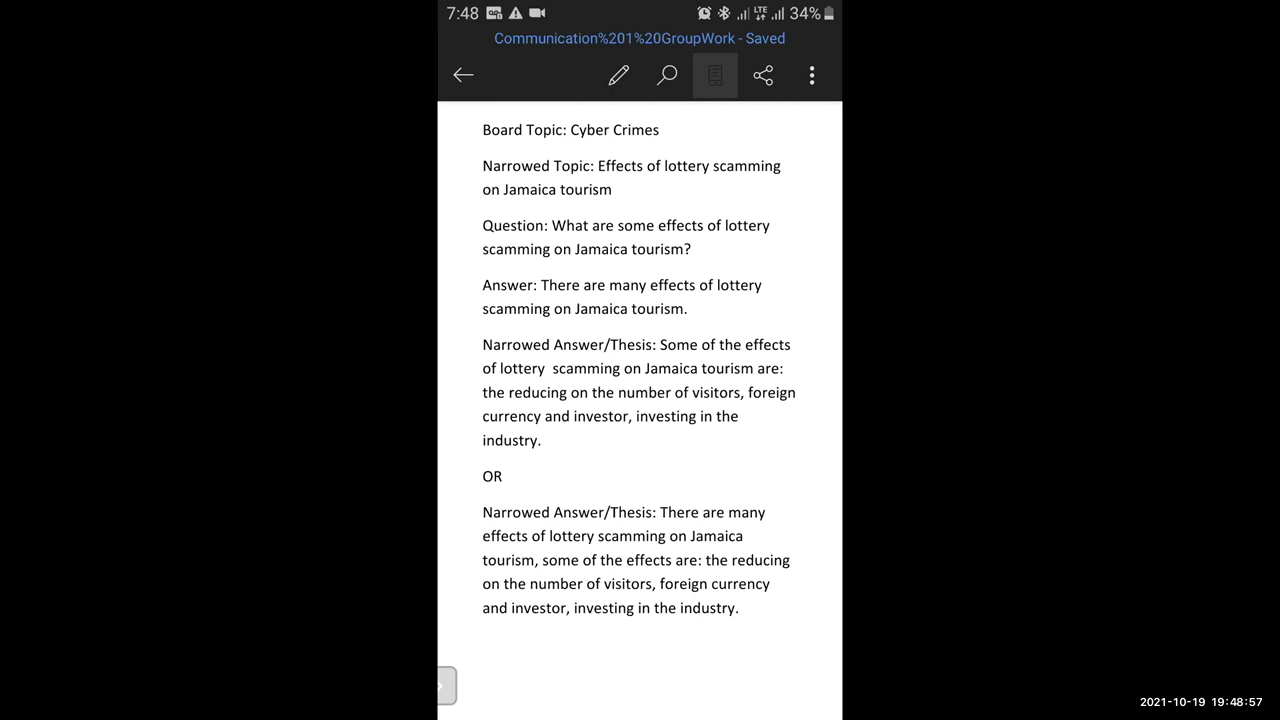 7:48 LTE 34%
Communication%201%20GroupWork - Saved
Board Topic: Cyber Crimes
Narrowed Topic: Effects of lottery scamming
on Jamaica tourism
Question: What are some effects of lottery
scamming on Jamaica tourism?
Answer: There are many effects of lottery
scamming on Jamaica tourism.
Narrowed Answer/Thesis: Some of the effects
of lottery  scamming on Jamaica tourism are:
the reducing on the number of visitors, foreign
currency and investor, investing in the
industry.
OR
Narrowed Answer/Thesis: There are many
effects of lottery scamming on Jamaica
tourism, some of the effects are: the reducing
on the number of visitors, foreign currency
and investor, investing in the industry.
2021-10-19 19:48:57